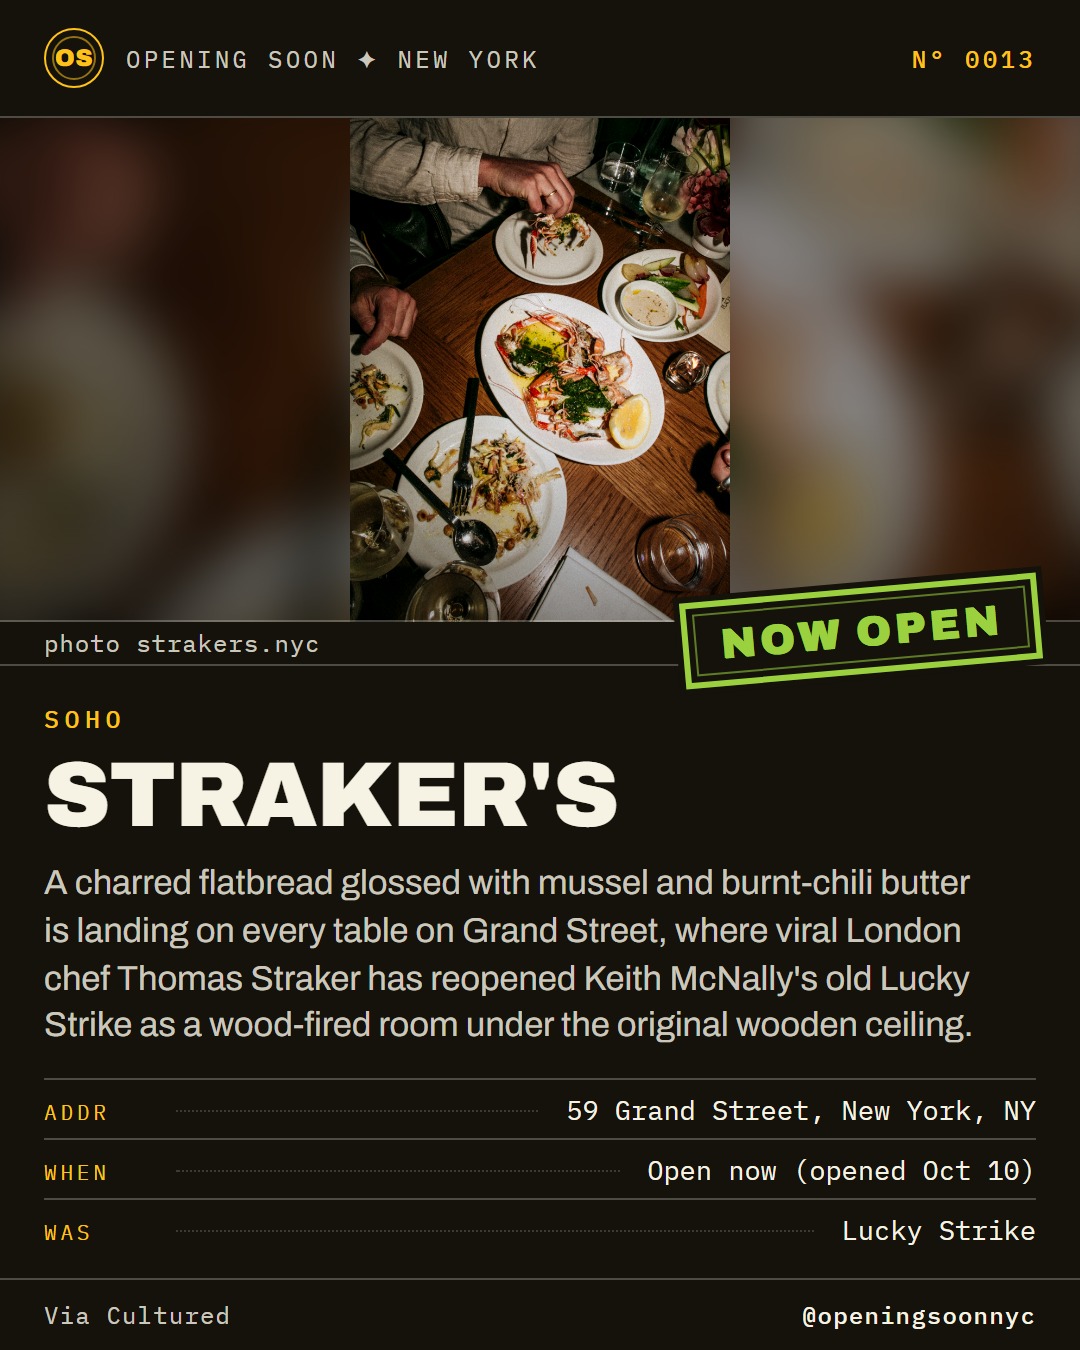 OS
OPENING SOON ✦ NEW YORK
N° 0013
photo strakers.nyc
NOW OPEN
SOHO
STRAKER'S
A charred flatbread glossed with mussel and burnt-chili butter
is landing on every table on Grand Street, where viral London
chef Thomas Straker has reopened Keith McNally's old Lucky
Strike as a wood-fired room under the original wooden ceiling.
ADDR 59 Grand Street, New York, NY
WHEN Open now (opened Oct 10)
WAS Lucky Strike
Via Cultured
@openingsoonnyc